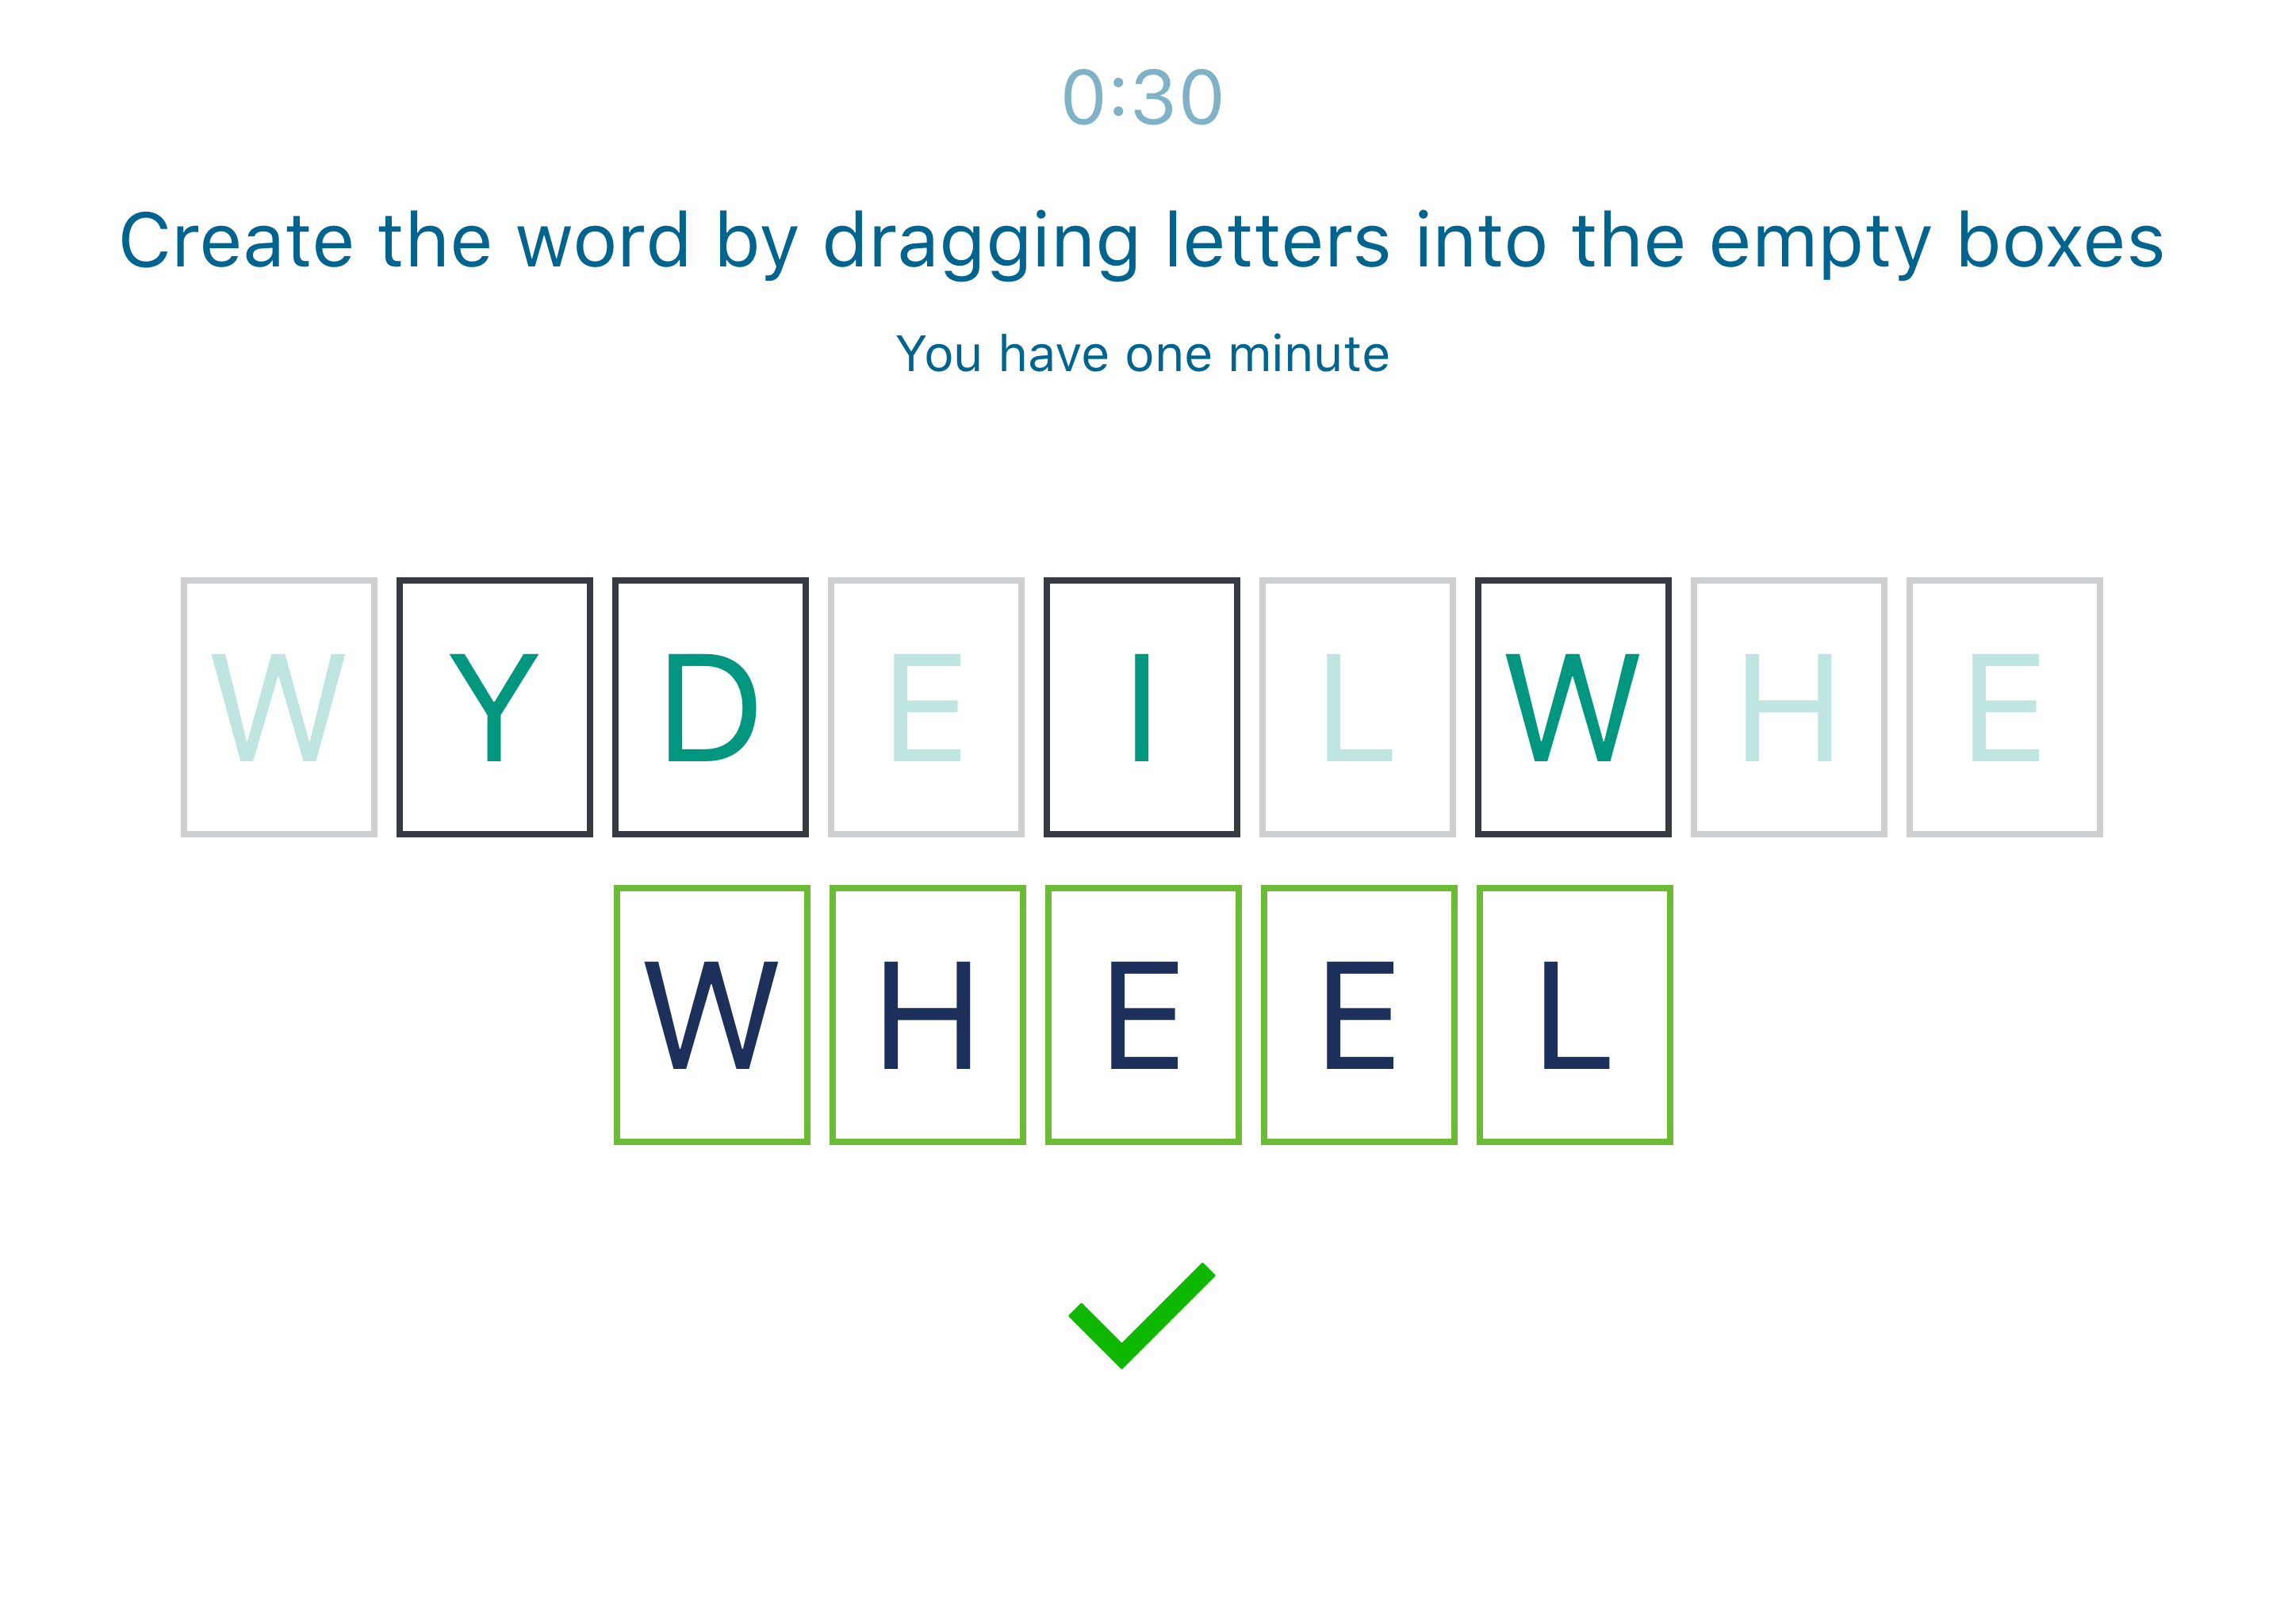 0:30
Create the word by dragging letters into the empty boxes
You have one minute
W Y D E I L W H E
W H E E L